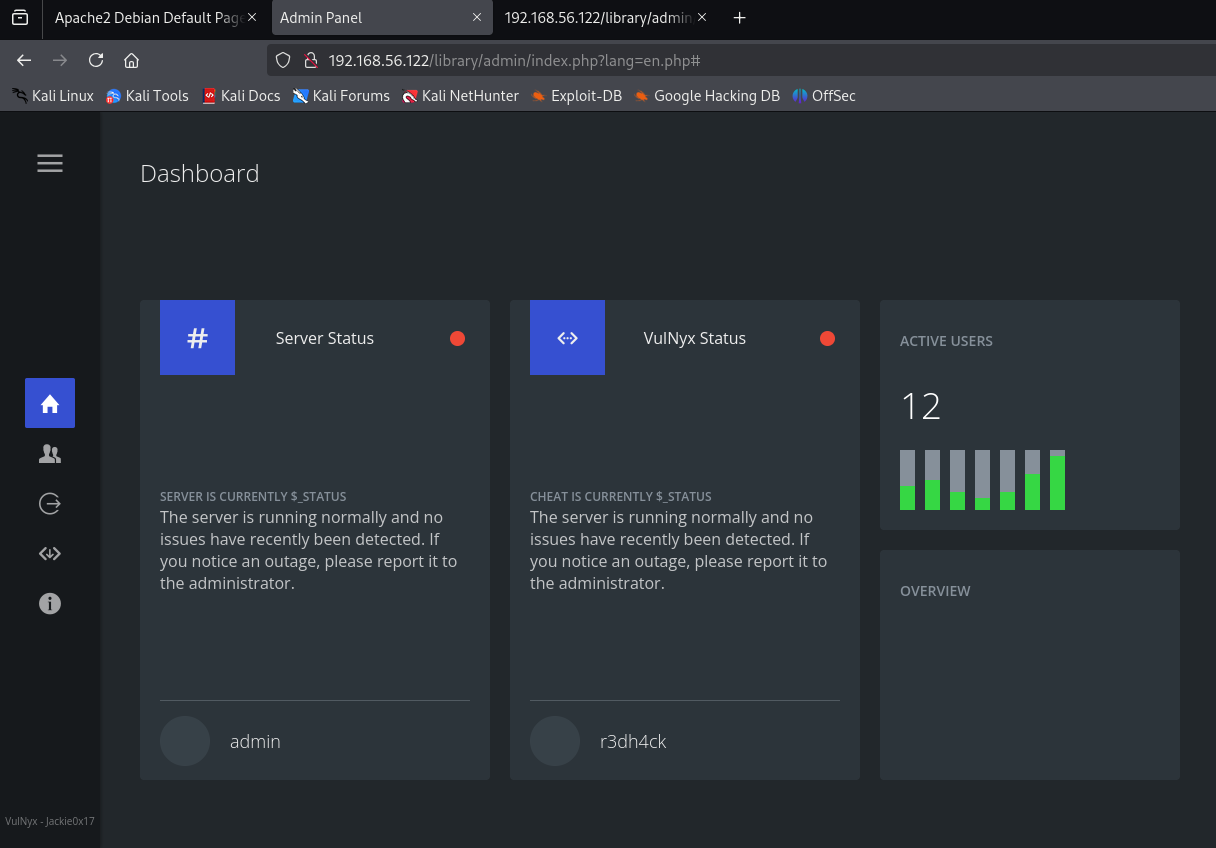 Apache2 Debian Default Pag
Admin Panel
192.168.56.122/library/admin
192.168.56.122/library/admin/index.php?lang=en.php#
Kali Linux Kali Tools Kali Docs Kali Forums Kali NetHunter Exploit-DB Google Hacking DB OffSec
Dashboard
# Server Status
SERVER IS CURRENTLY $_STATUS
The server is running normally and no
issues have recently been detected. If
you notice an outage, please report it to
the administrator.
admin
VulNyx Status
CHEAT IS CURRENTLY $_STATUS
The server is running normally and no
issues have recently been detected. If
you notice an outage, please report it to
the administrator.
r3dh4ck
ACTIVE USERS
12
OVERVIEW
VulNyx - Jackie0x17